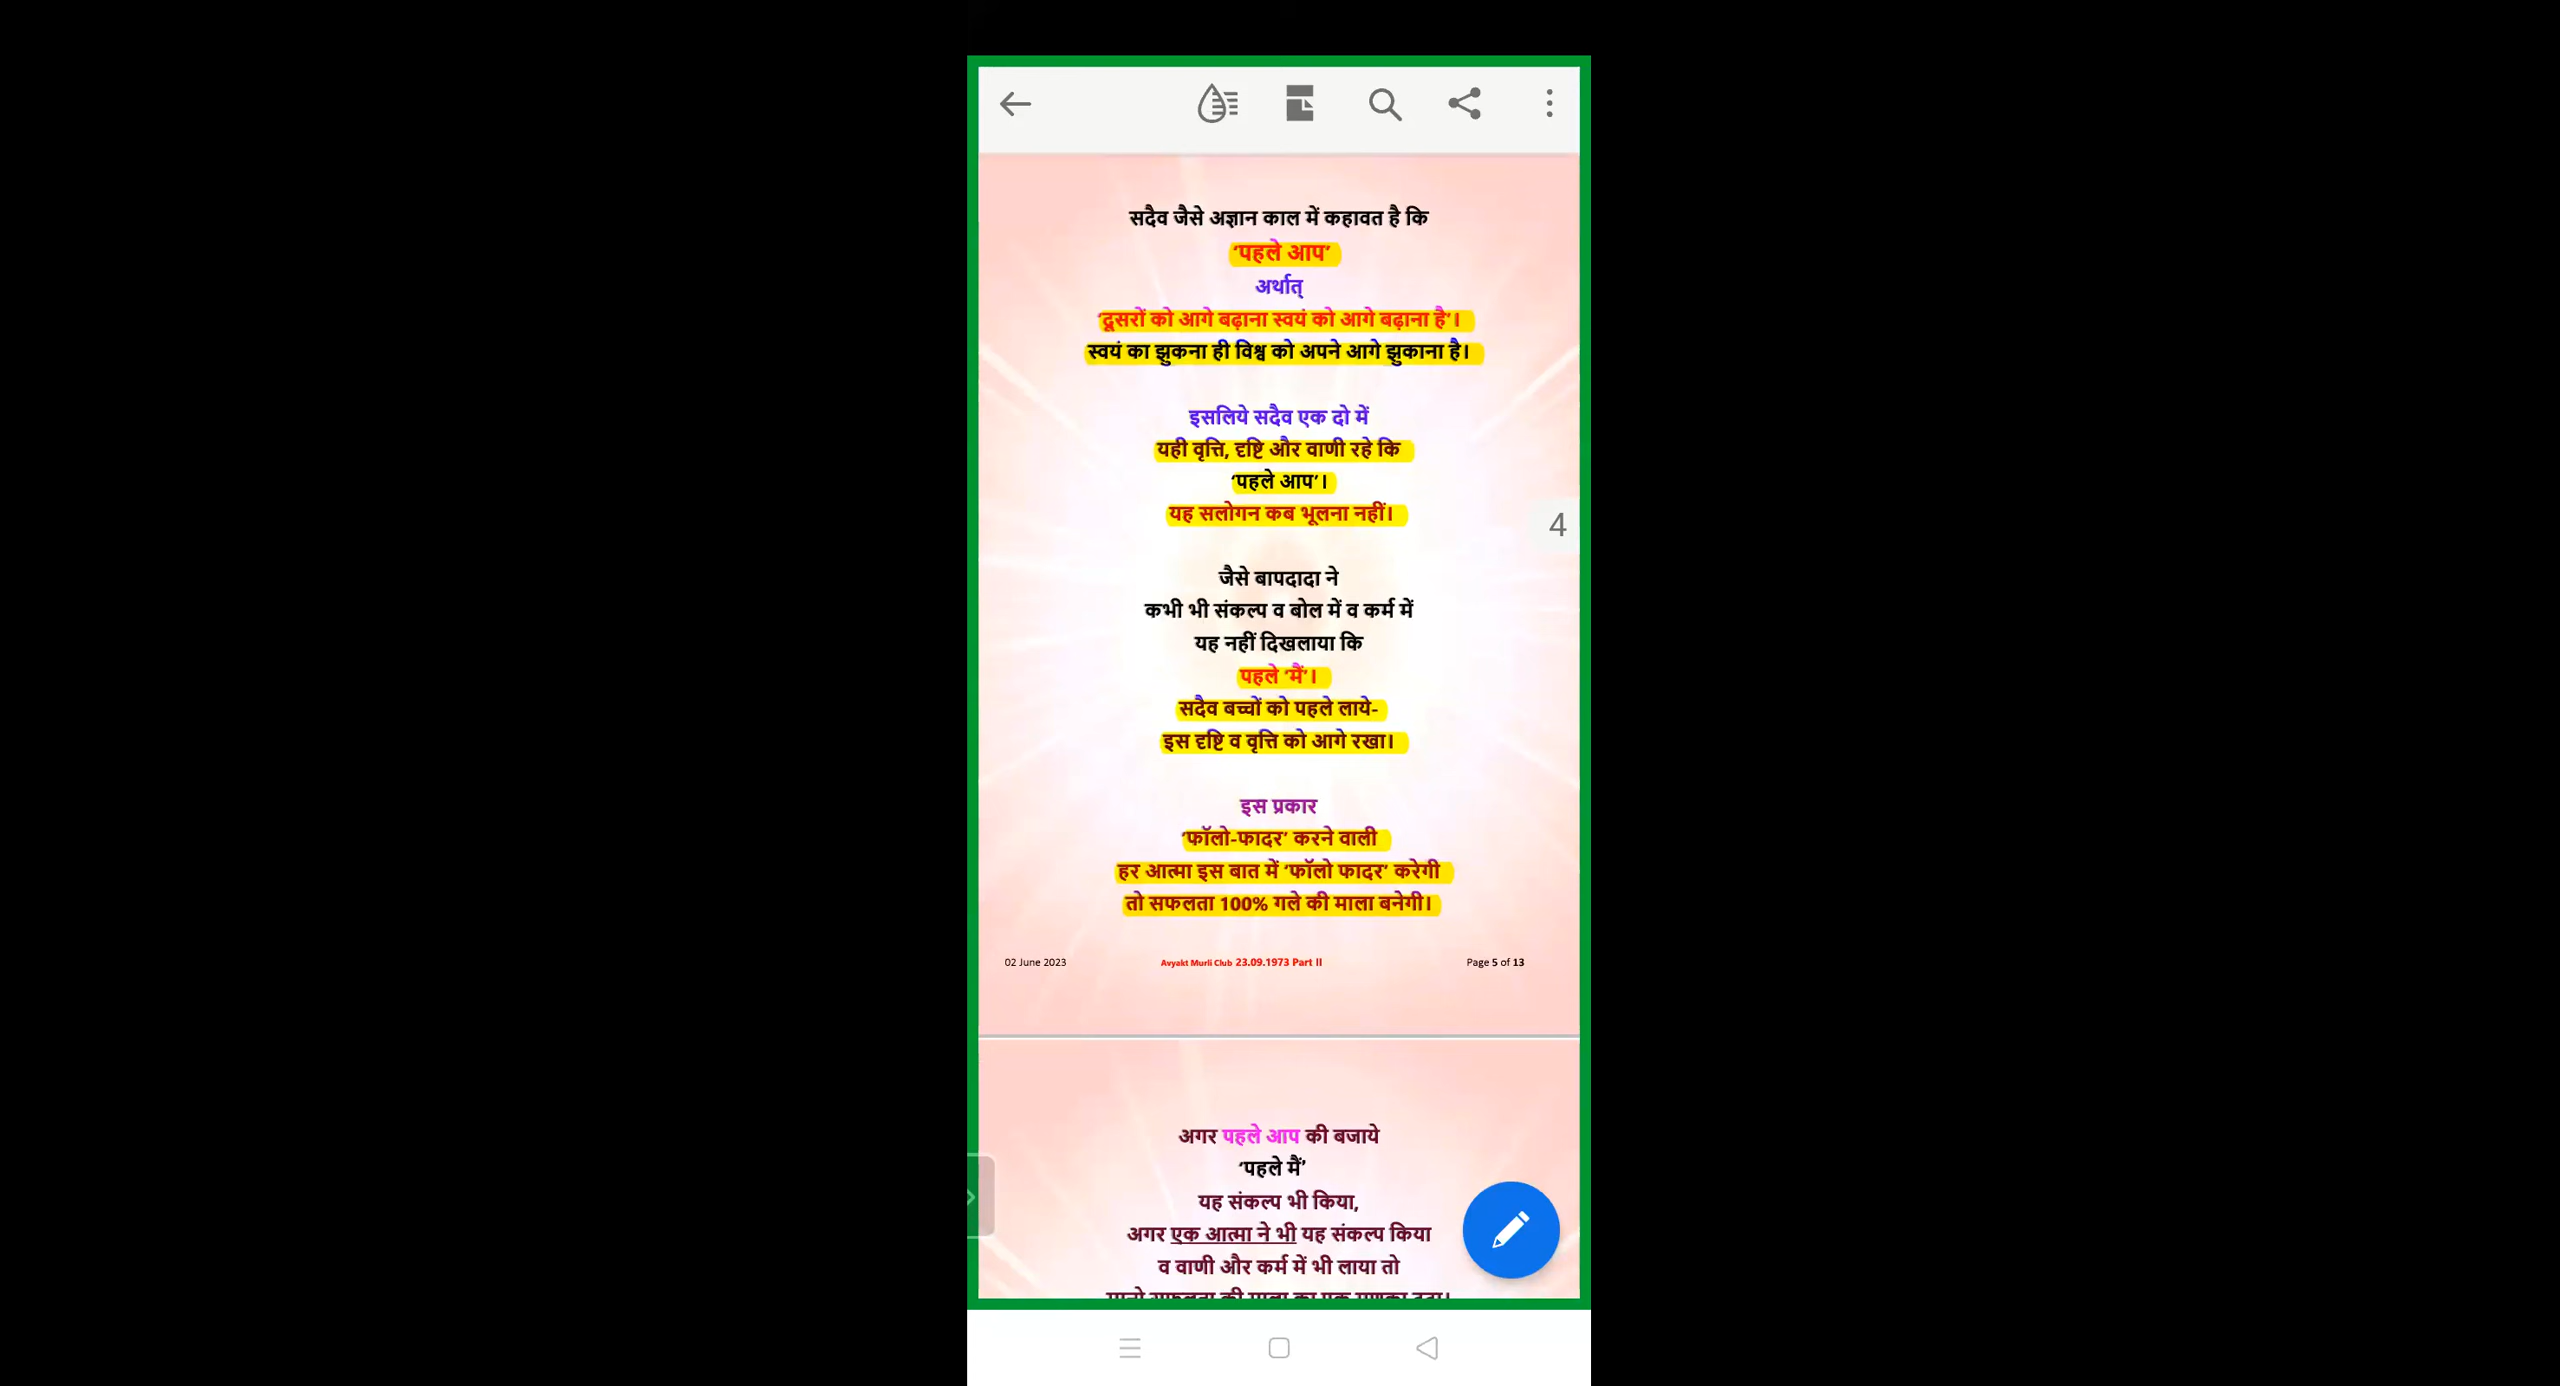 सदैव जैसे अज्ञान काल में कहावत है कि
‘पहले आप’
अर्थात्
‘दूसरों को आगे बढ़ाना स्वयं को आगे बढ़ाना है’।
स्वयं का झुकना ही विश्व को अपने आगे झुकाना है।
इसलिये सदैव एक दो में
यही वृत्ति, दृष्टि और वाणी रहे कि
‘पहले आप’।
यह सलोगन कब भूलना नहीं।
4
जैसे बापदादा ने
कभी भी संकल्प व बोल में व कर्म में
यह नहीं दिखलाया कि
पहले ‘मैं’।
सदैव बच्चों को पहले लाये-
इस दृष्टि व वृत्ति को आगे रखा।
इस प्रकार
‘फॉलो-फादर’ करने वाली
हर आत्मा इस बात में ‘फॉलो फादर’ करेगी
तो सफलता 100% गले की माला बनेगी।
02 June 2023 Avyakt Murli Club 23.09.1973 Part II Page 5 of 13
अगर पहले आप की बजाये
‘पहले मैं’
यह संकल्प भी किया,
अगर एक आत्मा ने भी यह संकल्प किया
व वाणी और कर्म में भी लाया तो